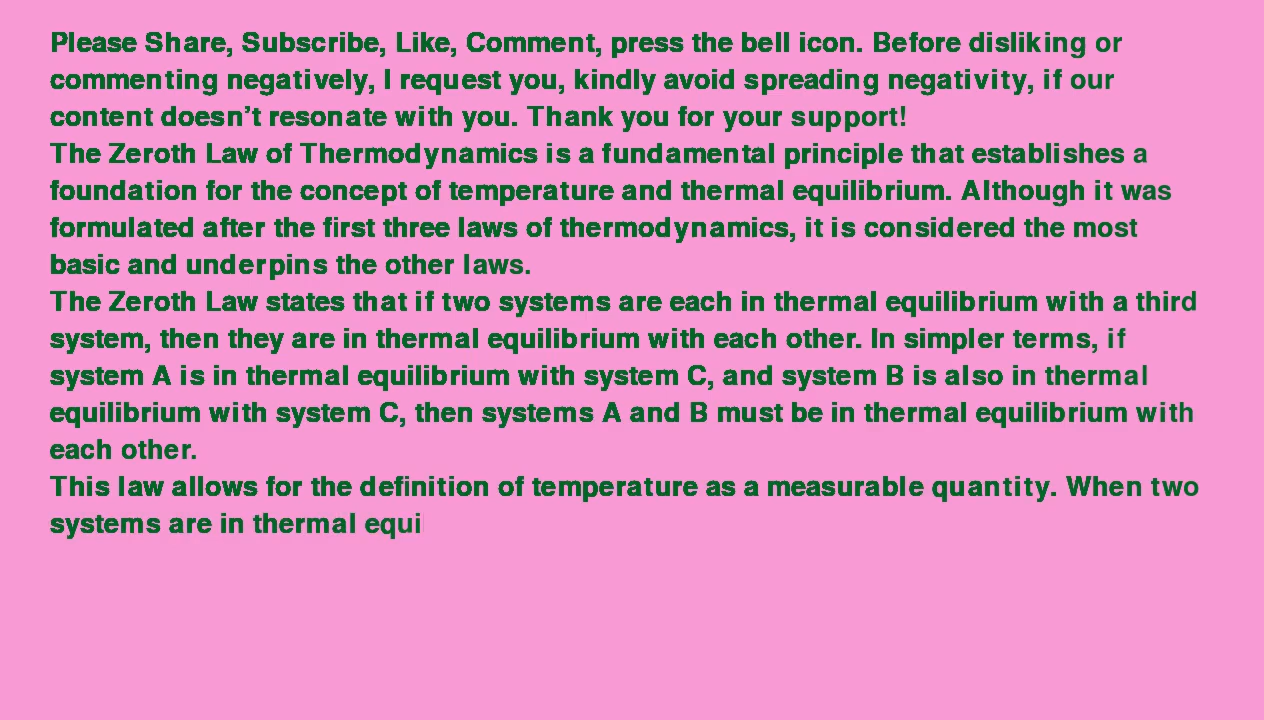 Please Share, Subscribe, Like, Comment, press the bell icon. Before disliking or
commenting negatively, I request you, kindly avoid spreading negativity, if our
content doesn’t resonate with you. Thank you for your support!
The Zeroth Law of Thermodynamics is a fundamental principle that establishes a
foundation for the concept of temperature and thermal equilibrium. Although it was
formulated after the first three laws of thermodynamics, it is considered the most
basic and underpins the other laws.
The Zeroth Law states that if two systems are each in thermal equilibrium with a third
system, then they are in thermal equilibrium with each other. In simpler terms, if
system A is in thermal equilibrium with system C, and system B is also in thermal
equilibrium with system C, then systems A and B must be in thermal equilibrium with
each other.
This law allows for the definition of temperature as a measurable quantity. When two
systems are in thermal equi